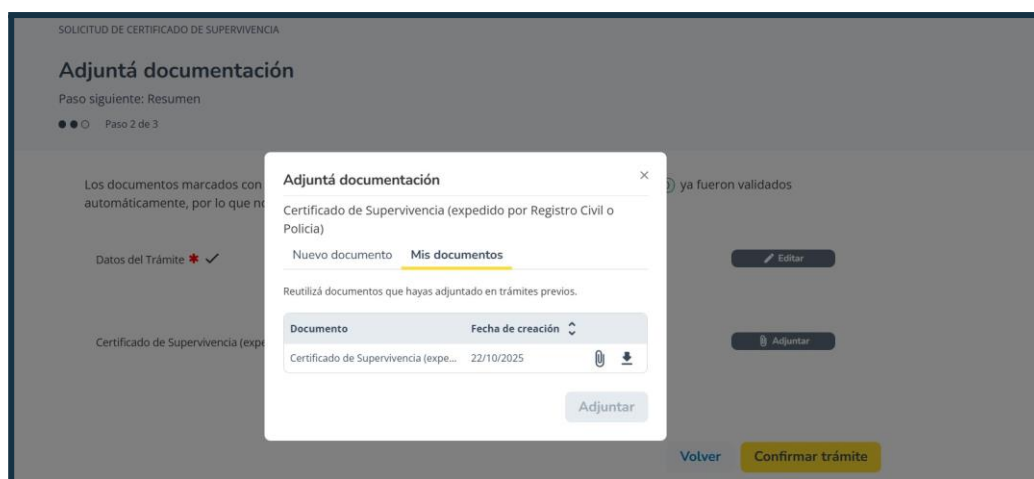 SOLICITUD DE CERTIFICADO DE SUPERVIVENCIA
Adjuntá documentación
Paso siguiente: Resumen
Paso 2 de 3
Los documentos marcados con
ya fueron validados
automáticamente, por lo que
Datos del Trámite * ✓
Editar
Certificado de Supervivencia
Adjuntar
Adjuntá documentación
×
Certificado de Supervivencia (expedido por Registro Civil o
Policia)
Nuevo documento Mis documentos
Reutilizá documentos que hayas adjuntado en trámites previos.
Documento Fecha de creación
Certificado de Supervivencia (expe... 22/10/2025
Adjuntar
Volver Confirmar trámite